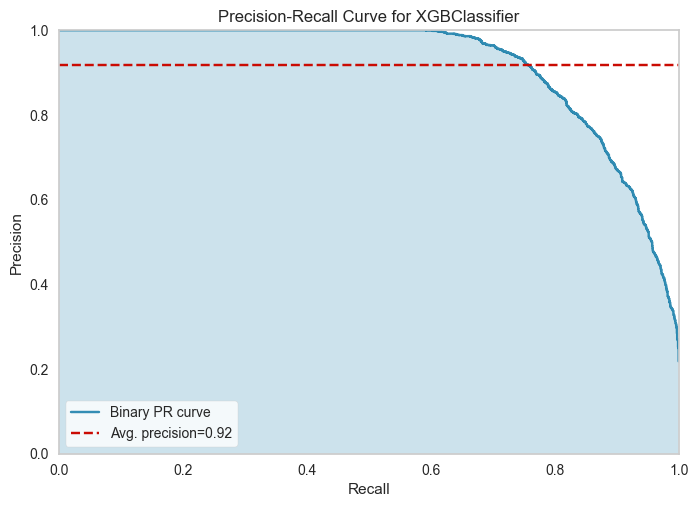 Precision-Recall Curve for XGBClassifier
1.0
0.8
0.6
0.4
0.2
0.0
Precision
Binary PR curve
Avg. precision=0.92
0.0 0.2 0.4 0.6 0.8 1.0
Recall